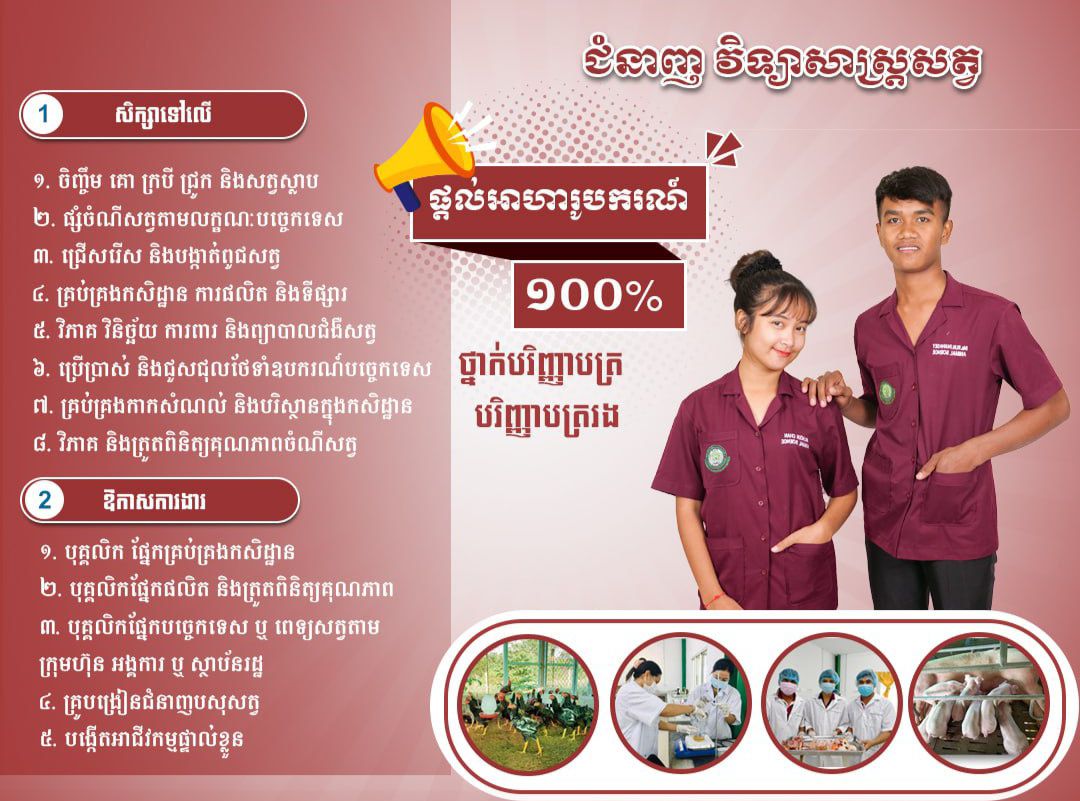 ជំនាញ វិទ្យាសាស្ត្រសត្វ
1 សិក្សាទៅលើ
១. ចិញ្ចឹម គោ ក្របី ជ្រូក និងសត្វស្លាប
២. ផ្សំចំណីសត្វតាមលក្ខណៈបច្ចេកទេស
៣. ជ្រើសរើស និងបង្កាត់ពូជសត្វ
៤. គ្រប់គ្រងកសិដ្ឋាន ការផលិត និងទីផ្សារ
៥. វិភាគ វិនិច្ឆ័យ ការពារ និងព្យាបាលជំងឺសត្វ
៦. ប្រើប្រាស់ និងជួសជុលថែទាំឧបករណ៍បច្ចេកទេស
៧. គ្រប់គ្រងកាកសំណល់ និងបរិស្ថានក្នុងកសិដ្ឋាន
៨. វិភាគ និងត្រួតពិនិត្យគុណភាពចំណីសត្វ
2 ឱកាសការងារ
១. បុគ្គលិក ផ្នែកគ្រប់គ្រងកសិដ្ឋាន
២. បុគ្គលិកផ្នែកផលិត និងត្រួតពិនិត្យគុណភាព
៣. បុគ្គលិកផ្នែកបច្ចេកទេស ឬ ពេទ្យសត្វតាម
ក្រុមហ៊ុន អង្គការ ឬ ស្ថាប័នរដ្ឋ
៤. គ្រូបង្រៀនជំនាញបសុសត្វ
៥. បង្កើតអាជីវកម្មផ្ទាល់ខ្លួន
ផ្តល់អាហារូបករណ៍
១០០%
ថ្នាក់បរិញ្ញាបត្រ
បរិញ្ញាបត្ររង
ANIMAL SCIENCE
ANIMAL SCIENCE